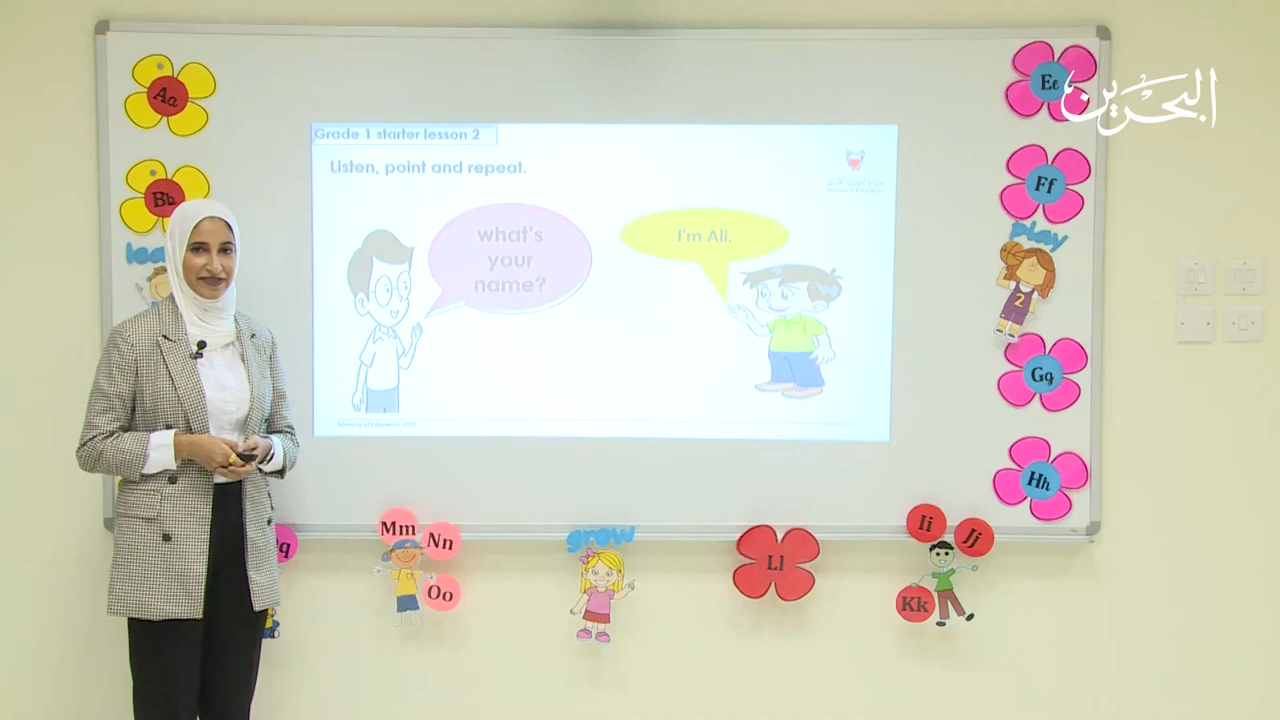 Aa
Ee
البحرين
Grade 1 starter lesson 2
Listen, point and repeat.
Bb
Ff
play
what's
your
name?
I'm Ali.
2
Gg
Hh
Mm
Nn
Oo
grow
Ll
Ii
Jj
Kk